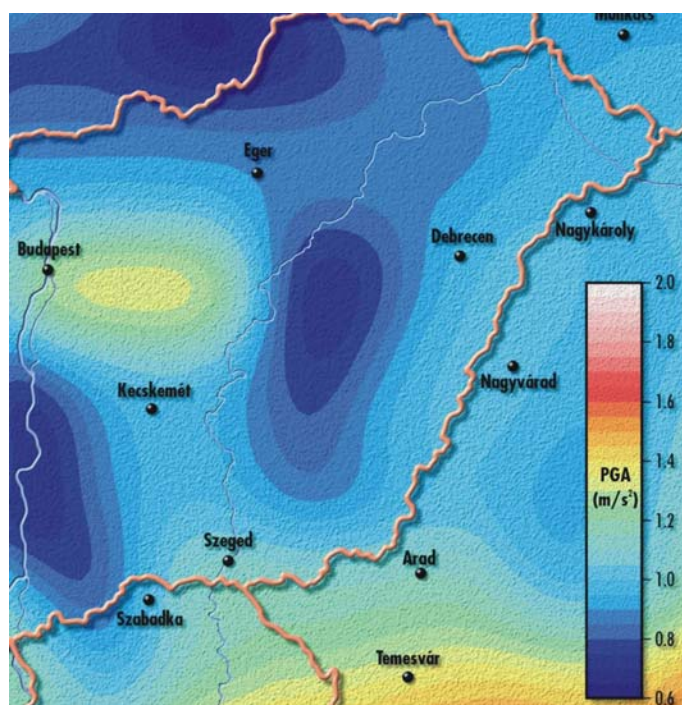 Munkács
Eger
Nagykároly
Debrecen
Budapest
2.0
1.8
Nagyvárad
1.6
Kecskemét
1.4
PGA
(m/s²)
1.2
Szeged
Arad
1.0
Szabadka
0.8
Temesvár
0.6